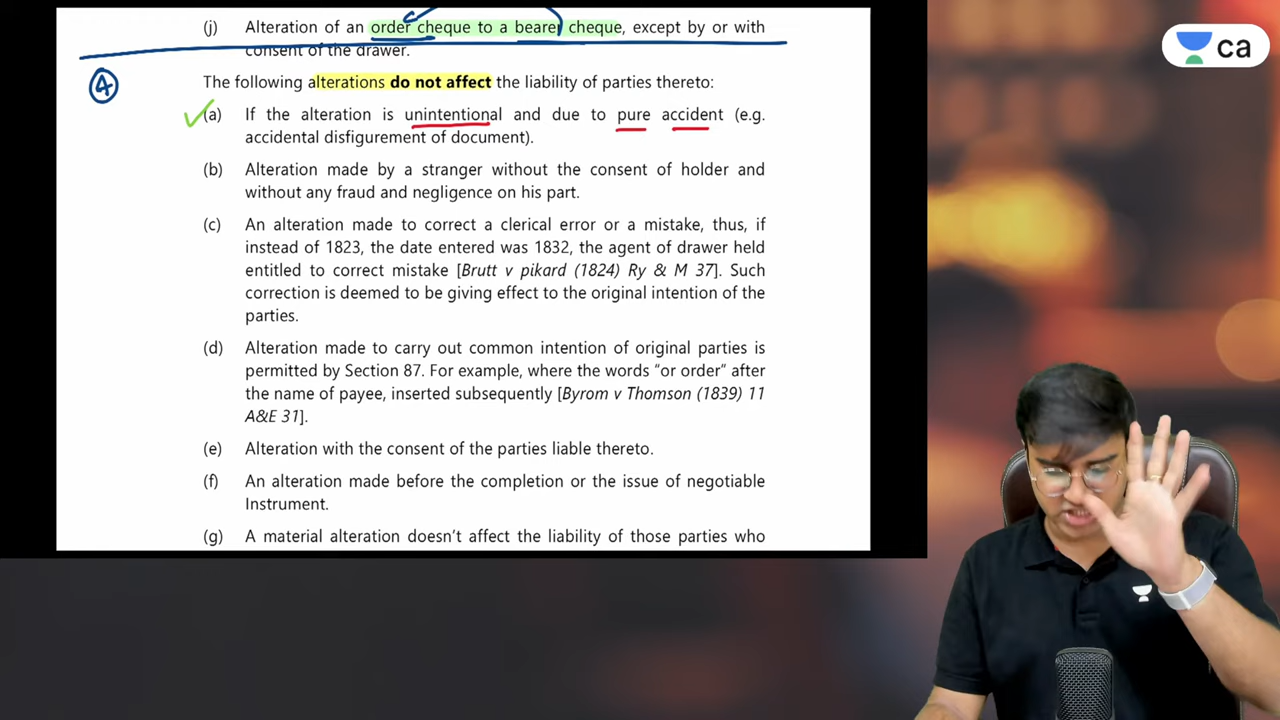 (j) Alteration of an order cheque to a bearer cheque, except by or with
consent of the drawer.
ca
4
The following alterations do not affect the liability of parties thereto:
(a) If the alteration is unintentional and due to pure accident (e.g.
accidental disfigurement of document).
(b) Alteration made by a stranger without the consent of holder and
without any fraud and negligence on his part.
(c) An alteration made to correct a clerical error or a mistake, thus, if
instead of 1823, the date entered was 1832, the agent of drawer held
entitled to correct mistake [Brutt v pikard (1824) Ry & M 37]. Such
correction is deemed to be giving effect to the original intention of the
parties.
(d) Alteration made to carry out common intention of original parties is
permitted by Section 87. For example, where the words “or order” after
the name of payee, inserted subsequently [Byrom v Thomson (1839) 11
A&E 31].
(e) Alteration with the consent of the parties liable thereto.
(f) An alteration made before the completion or the issue of negotiable
Instrument.
(g) A material alteration doesn’t affect the liability of those parties who